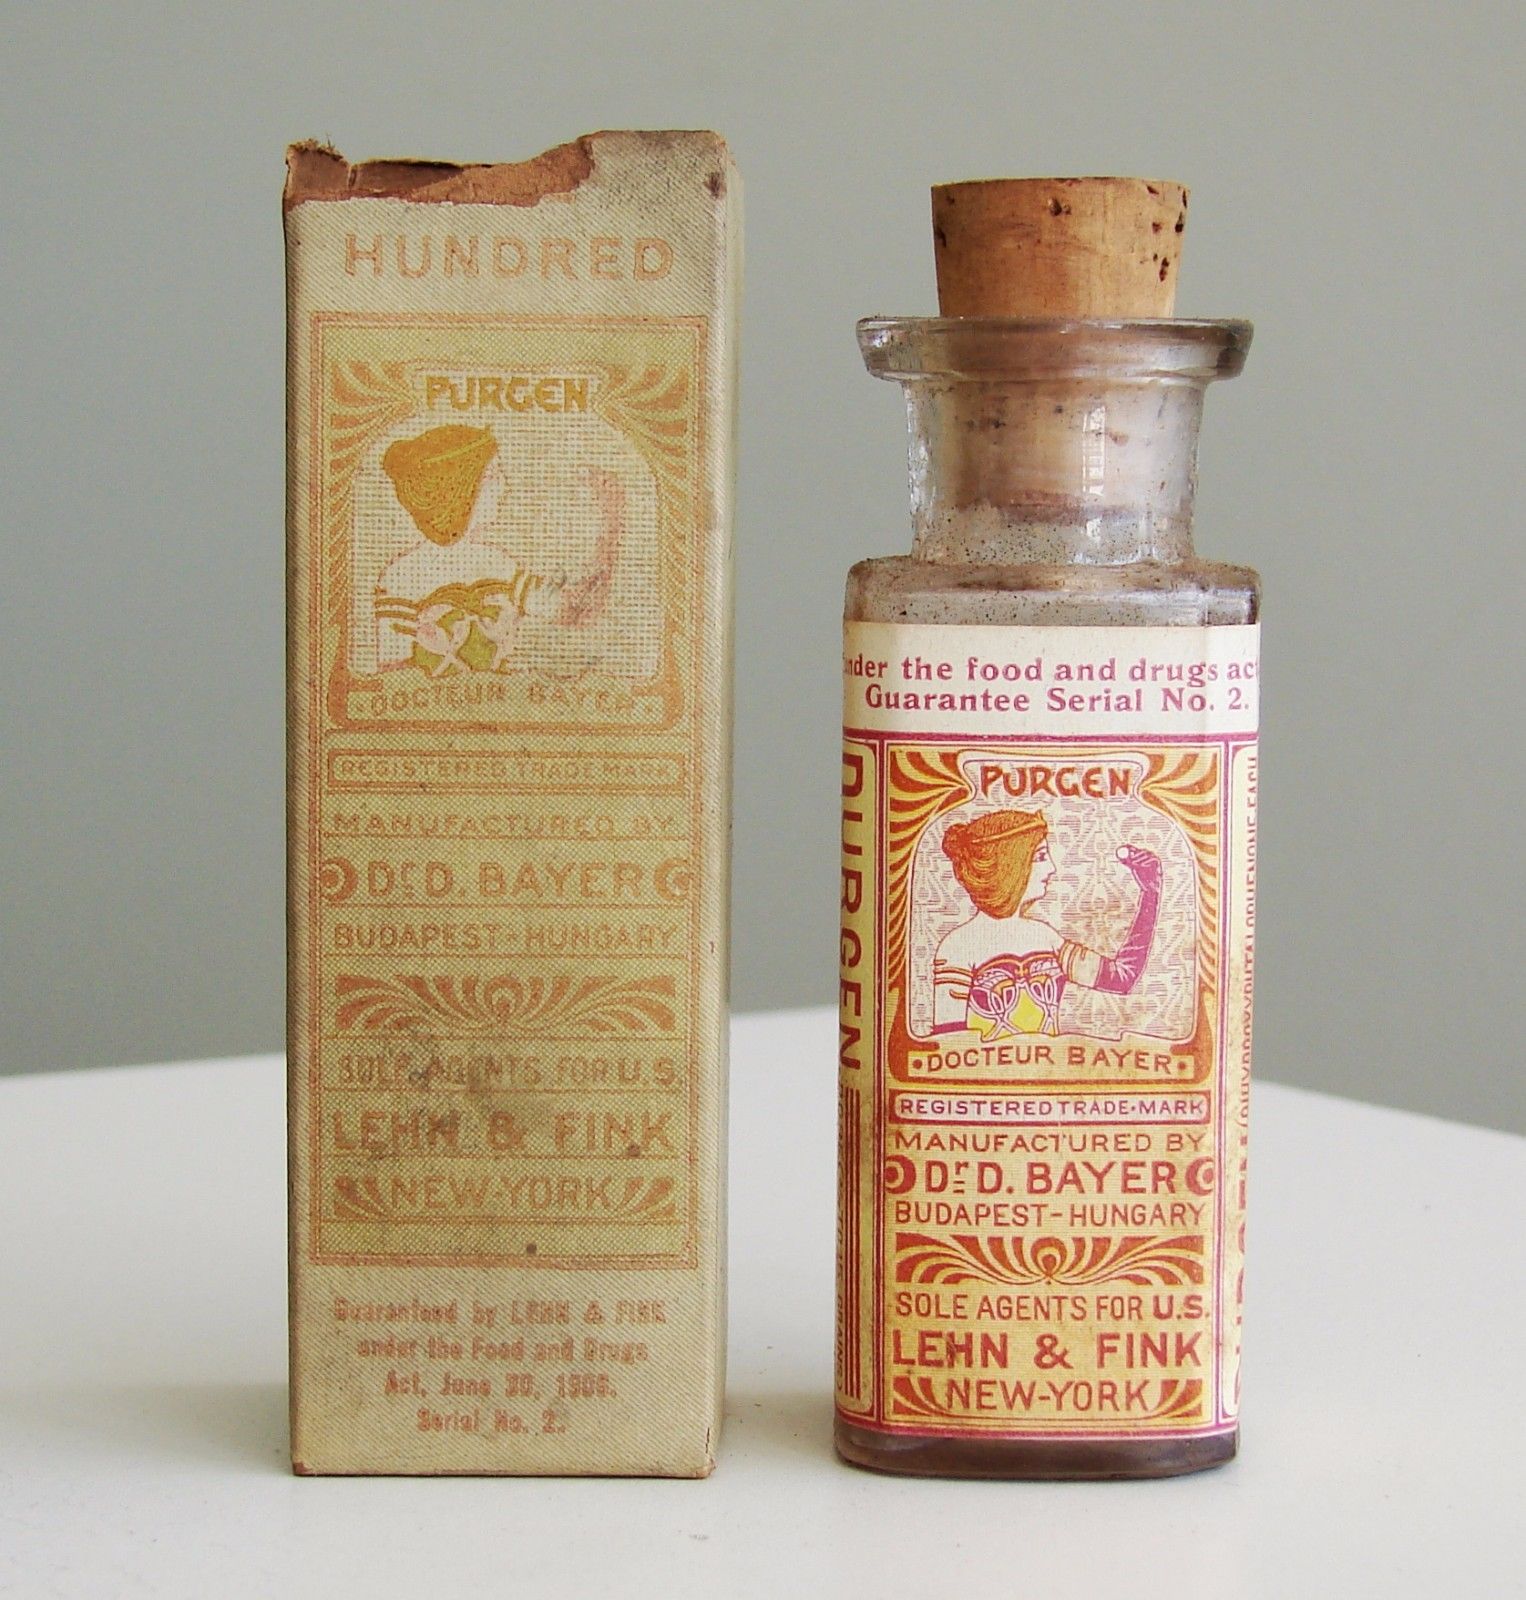 HUNDRED
PURGEN
DOCTEUR BAYER
REGISTERED TRADE MARK
MANUFACTURED BY
Dr. D. BAYER
BUDAPEST-HUNGARY
SOLE AGENTS FOR U.S.
LEHN & FINK
NEW-YORK
Guaranteed by LEHN & FINK
under the Food and Drugs
Act, June 30, 1906.
Serial No. 2.
under the food and drugs act
Guarantee Serial No. 2.
PURGEN
•DOCTEUR BAYER•
REGISTERED TRADE•MARK
MANUFACTURED BY
Dr. D. BAYER
BUDAPEST-HUNGARY
SOLE AGENTS FOR U.S.
LEHN & FINK
NEW-YORK
PURGEN